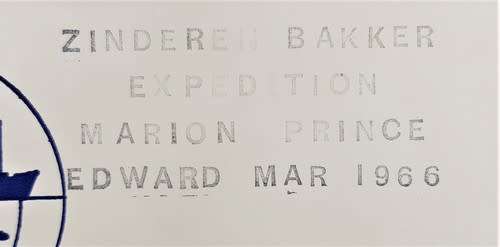 ZINDEREN BAKKER
EXPEDITION
MARION PRINCE
EDWARD MAR 1966